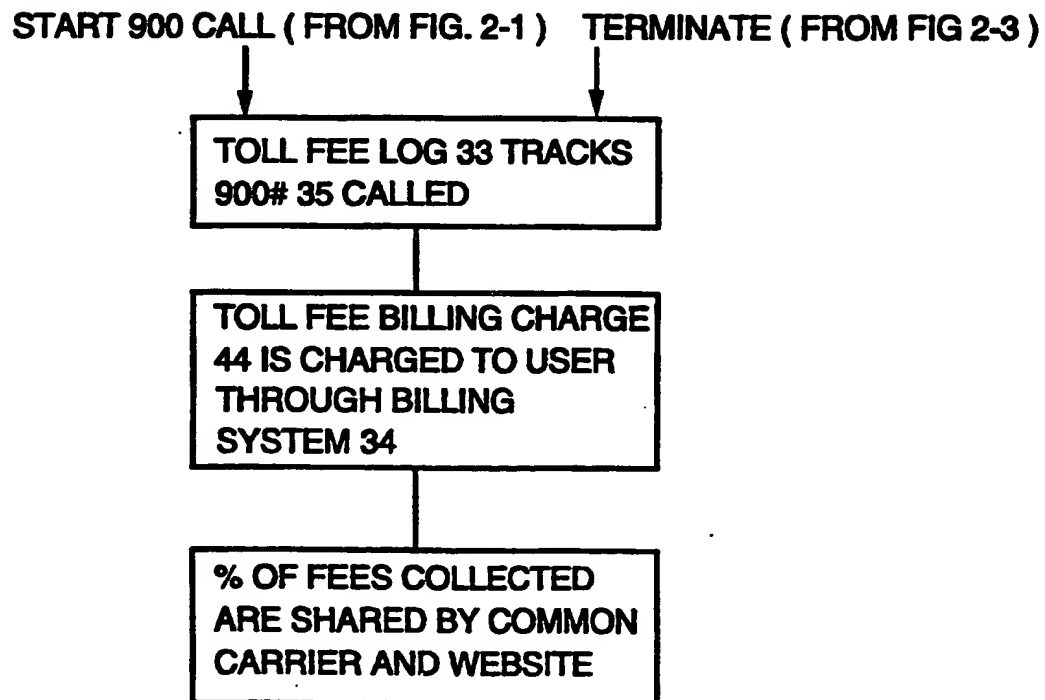 START 900 CALL ( FROM FIG. 2-1 ) TERMINATE ( FROM FIG 2-3 )
TOLL FEE LOG 33 TRACKS
900# 35 CALLED
TOLL FEE BILLING CHARGE
44 IS CHARGED TO USER
THROUGH BILLING
SYSTEM 34
% OF FEES COLLECTED
ARE SHARED BY COMMON
CARRIER AND WEBSITE